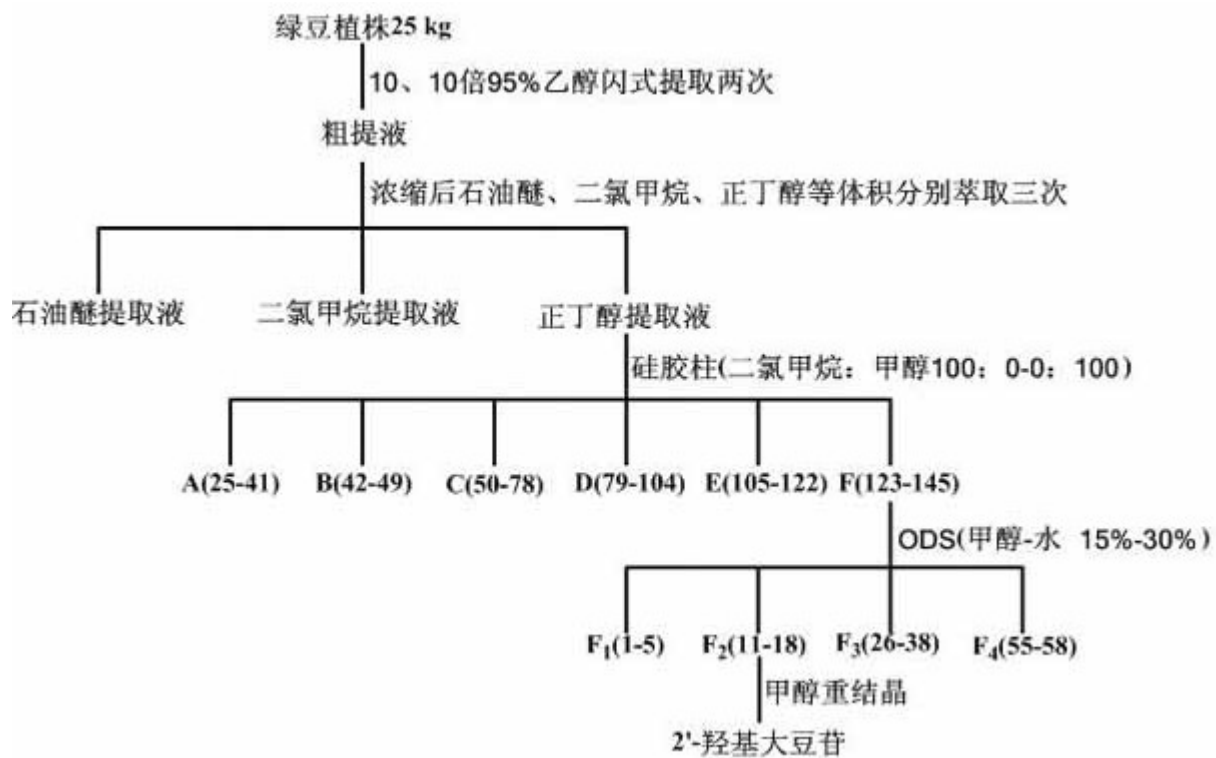 绿豆植株25 kg
10、10倍95%乙醇闪式提取两次
粗提液
浓缩后石油醚、二氯甲烷、正丁醇等体积分别萃取三次
石油醚提取液 二氯甲烷提取液 正丁醇提取液
硅胶柱(二氯甲烷：甲醇100：0-0：100)
A(25-41) B(42-49) C(50-78) D(79-104) E(105-122) F(123-145)
ODS(甲醇-水 15%-30%)
F₁(1-5) F₂(11-18) F₃(26-38) F₄(55-58)
甲醇重结晶
2'-羟基大豆苷